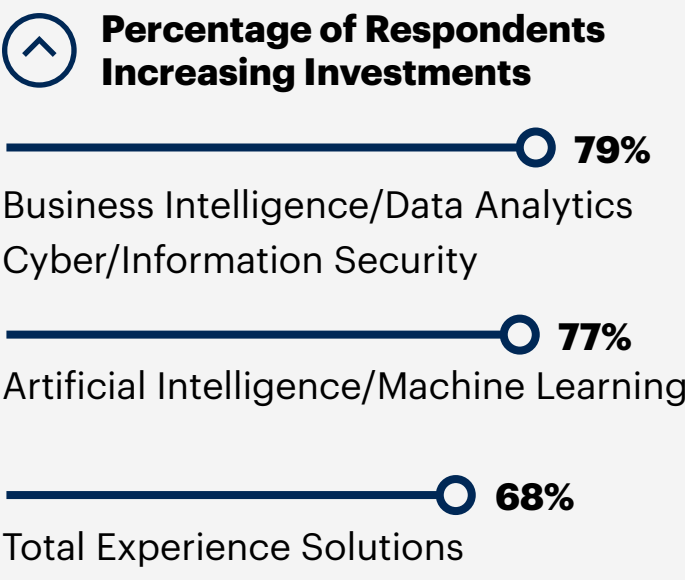 Percentage of Respondents
Increasing Investments
79%
Business Intelligence/Data Analytics
Cyber/Information Security
77%
Artificial Intelligence/Machine Learning
68%
Total Experience Solutions